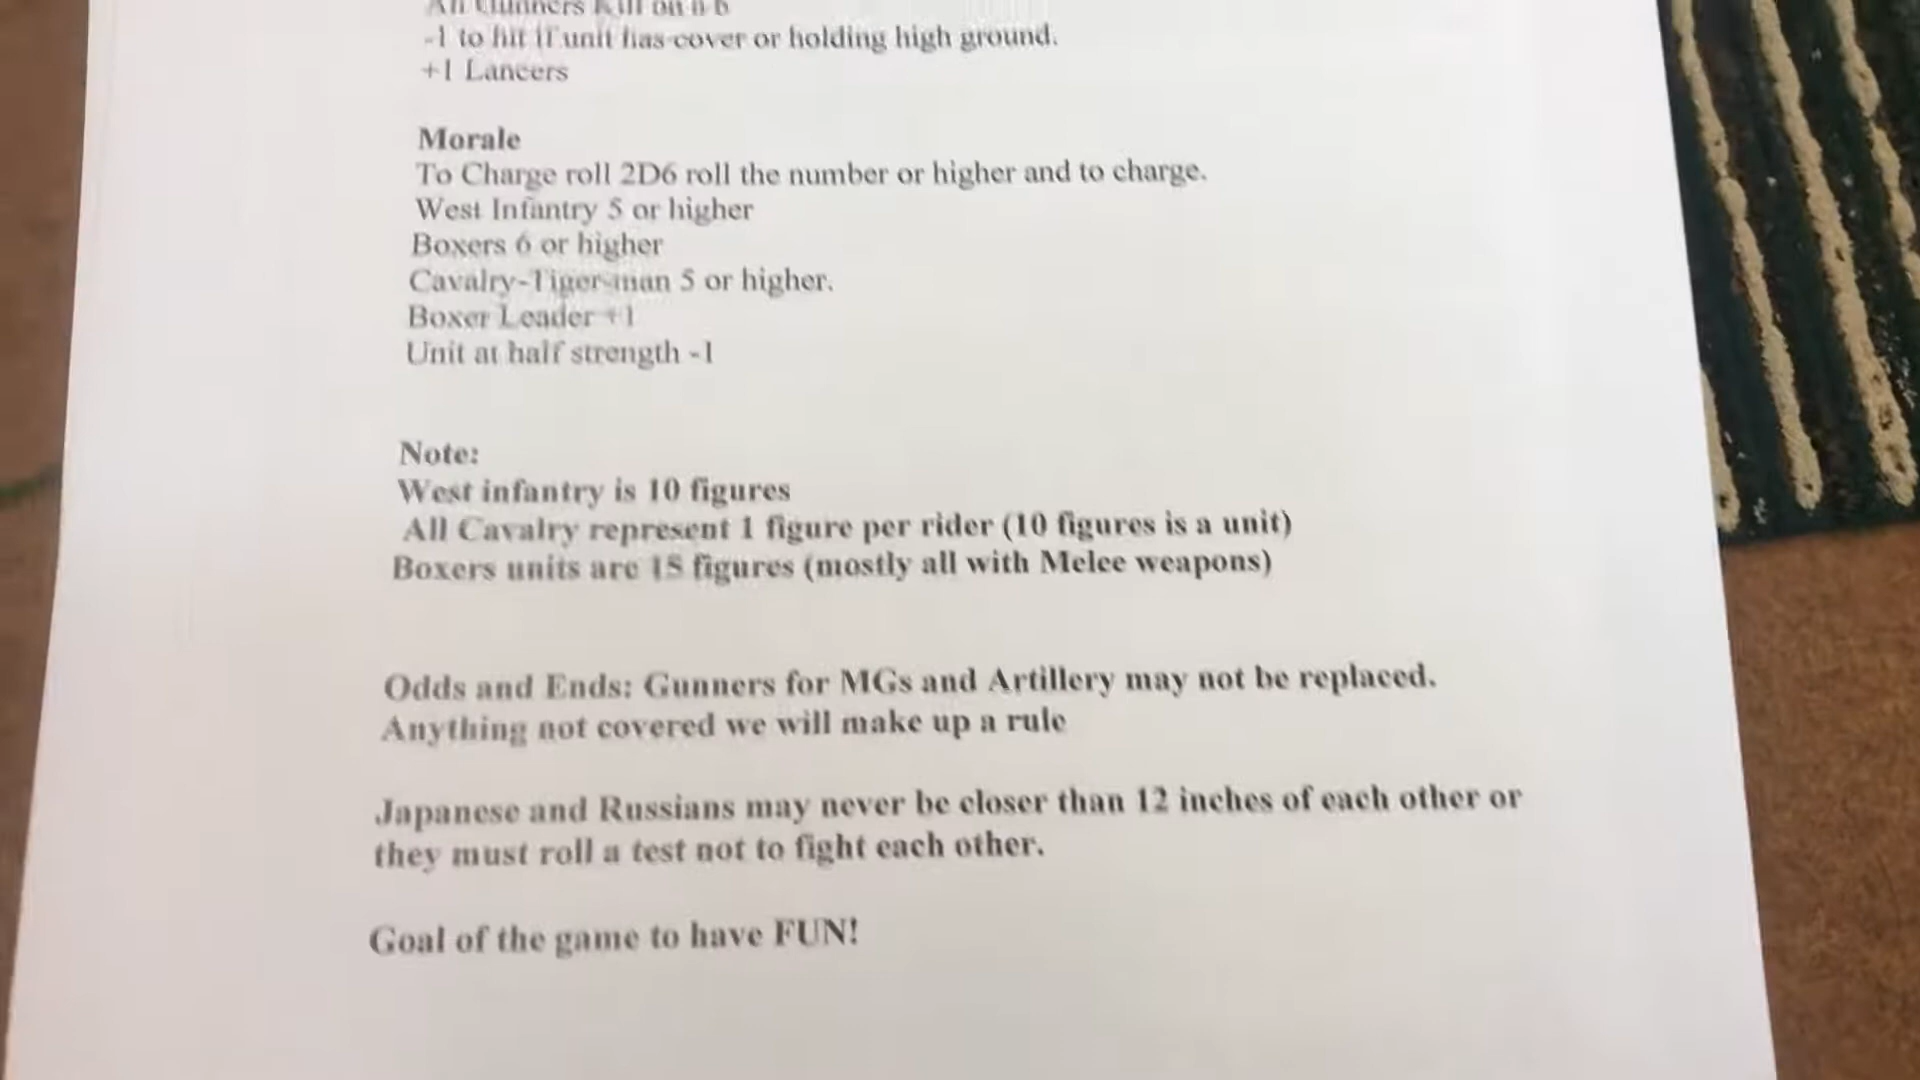 All Gunners Kill on a 6
-1 to hit if unit has cover or holding high ground.
+1 Lancers
Morale
To Charge roll 2D6 roll the number or higher and to charge.
West Infantry 5 or higher
Boxers 6 or higher
Cavalry-Tiger-man 5 or higher.
Boxer Leader +1
Unit at half strength -1
Note:
West infantry is 10 figures
All Cavalry represent 1 figure per rider (10 figures is a unit)
Boxers units are 15 figures (mostly all with Melee weapons)
Odds and Ends: Gunners for MGs and Artillery may not be replaced.
Anything not covered we will make up a rule
Japanese and Russians may never be closer than 12 inches of each other or
they must roll a test not to fight each other.
Goal of the game to have FUN!